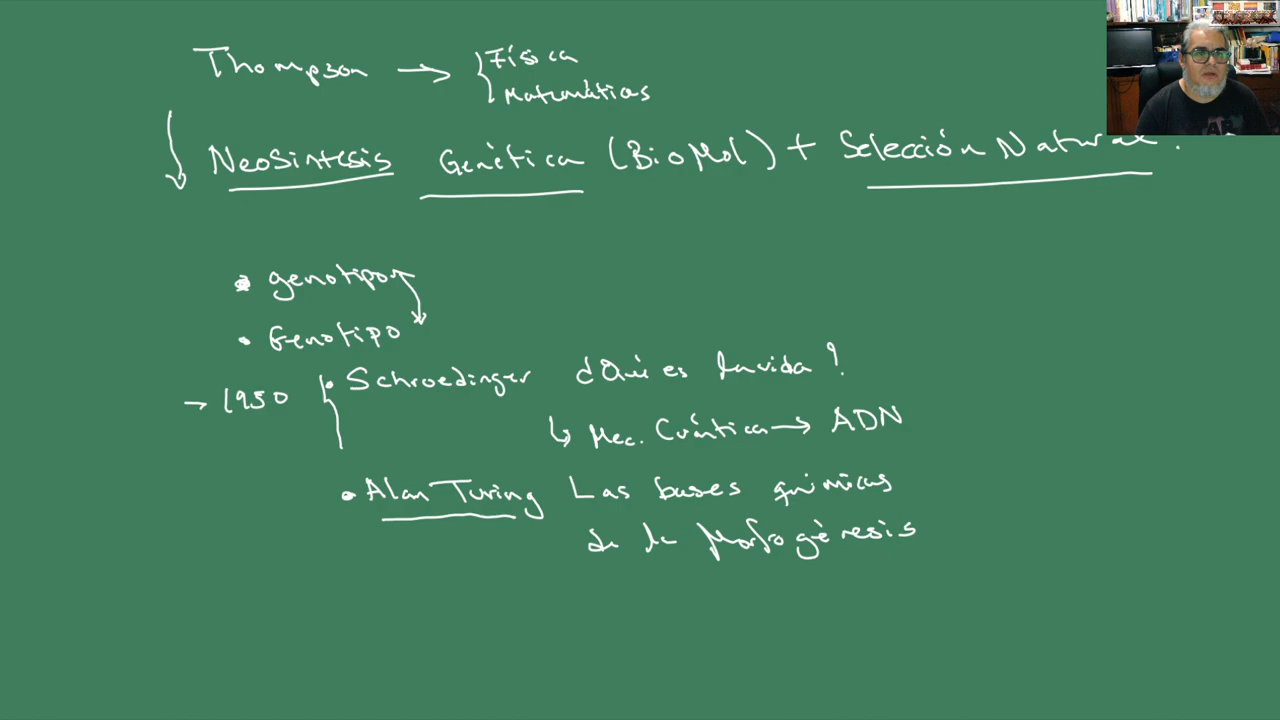 Thompson → Física
Matemáticas
NeoSíntesis Genética (BioMol) + Selección Natural.
• genotipo
• Genotipo
→ 1950 • Schroedinger ¿Qué es la vida?
↳ Mec. Cuántica → ADN
• Alan Turing Las bases químicas
de la Morfogénesis